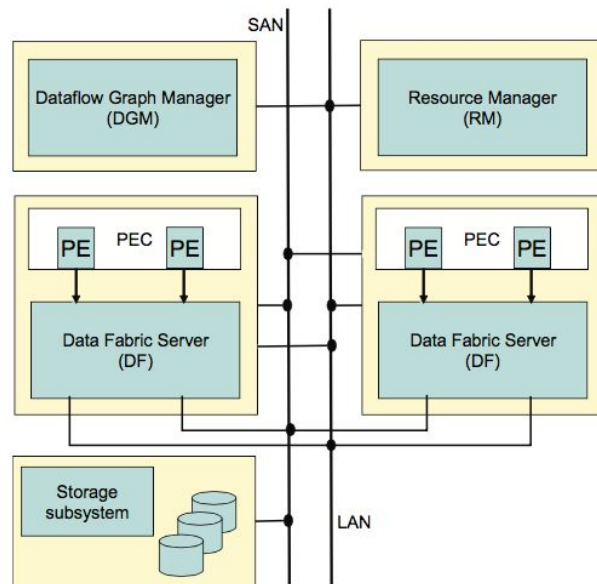 SAN
Dataflow Graph Manager
(DGM)
Resource Manager
(RM)
PE
PEC
PE
PE
PEC
PE
Data Fabric Server
(DF)
Data Fabric Server
(DF)
Storage
subsystem
LAN